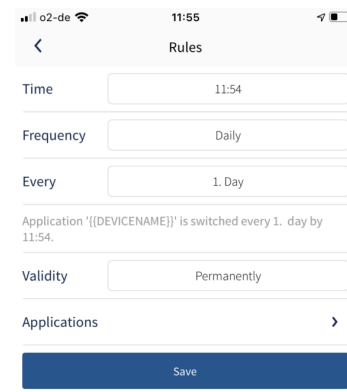 o2-de 11:55
Rules
Time 11:54
Frequency Daily
Every 1. Day
Application '{{DEVICENAME}}' is switched every 1.  day by
11:54.
Validity Permanently
Applications
Save